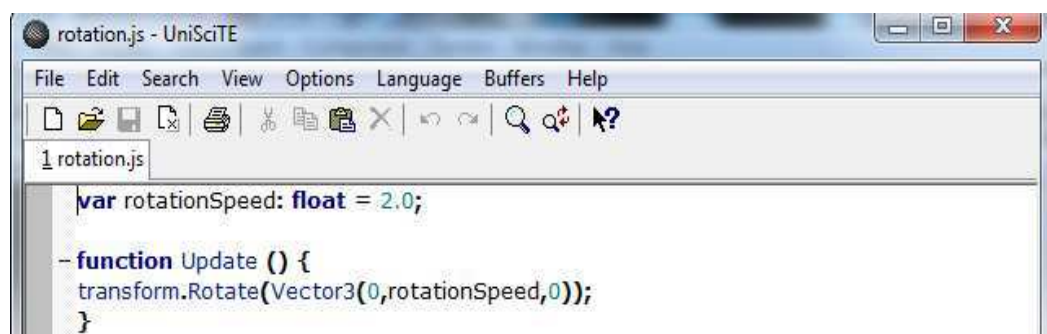 rotation.js - UniSciTE
File Edit Search View Options Language Buffers Help
1 rotation.js
var rotationSpeed: float = 2.0;
function Update () {
transform.Rotate(Vector3(0,rotationSpeed,0));
}